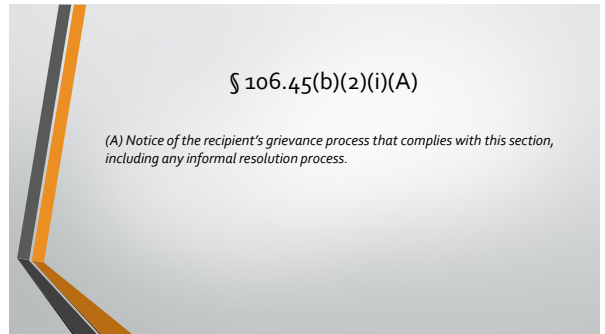 § 106.45(b)(2)(i)(A)
(A) Notice of the recipient’s grievance process that complies with this section,
including any informal resolution process.